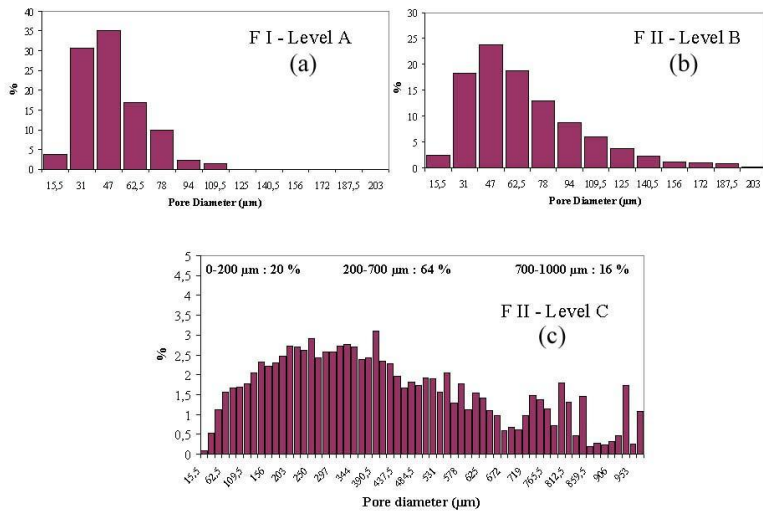 F I - Level A
(a)
40
35
30
25
20
15
10
5
0
%
15,5 31 47 62,5 78 94 109,5 125 140,5 156 172 187,5 203
Pore Diameter (µm)
F II - Level B
(b)
30
25
20
15
10
5
0
%
15,5 31 47 62,5 78 94 109,5 125 140,5 156 172 187,5 203
Pore Diameter (µm)
0-200 µm : 20 % 200-700 µm : 64 % 700-1000 µm : 16 %
F II - Level C
(c)
5
4,5
4
3,5
3
2,5
2
1,5
1
0,5
0
%
15,5 62,5 109,5 156 203 250 297 344 390,5 437,5 484,5 531 578 625 672 719 765,5 812,5 859,5 906 953
Pore diameter (µm)